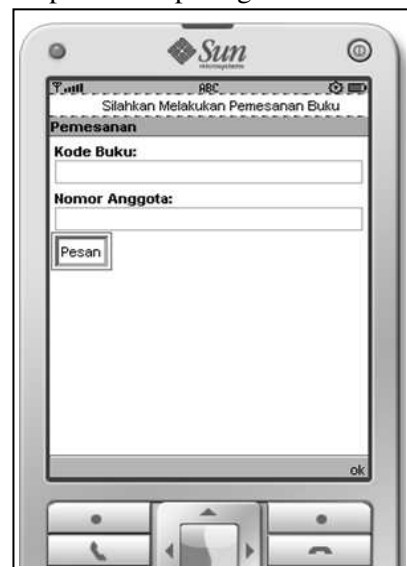 Sun
microsystems
ABC
Silahkan Melakukan Pemesanan Buku
Pemesanan
Kode Buku:
Nomor Anggota:
Pesan
ok